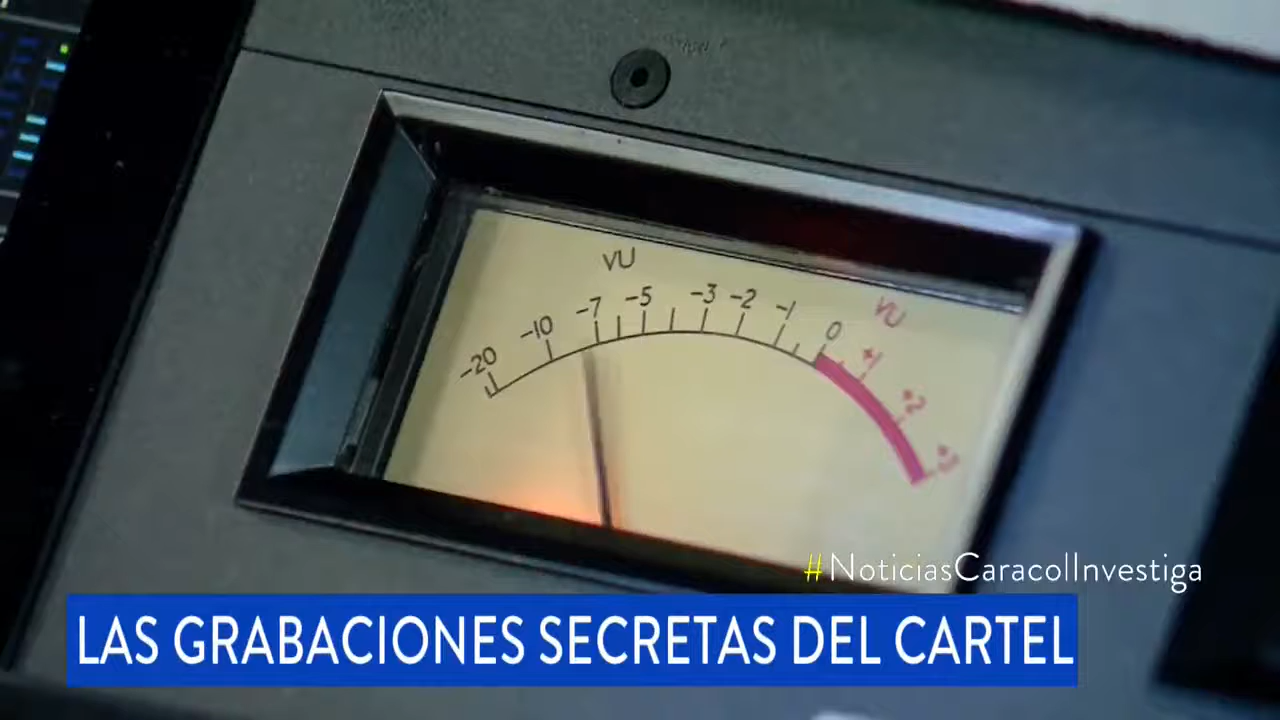 VU
VU
-20 -10 -7 -5 -3 -2 -1 0 +1 +2 +3
#NoticiasCaracolInvestiga
LAS GRABACIONES SECRETAS DEL CARTEL